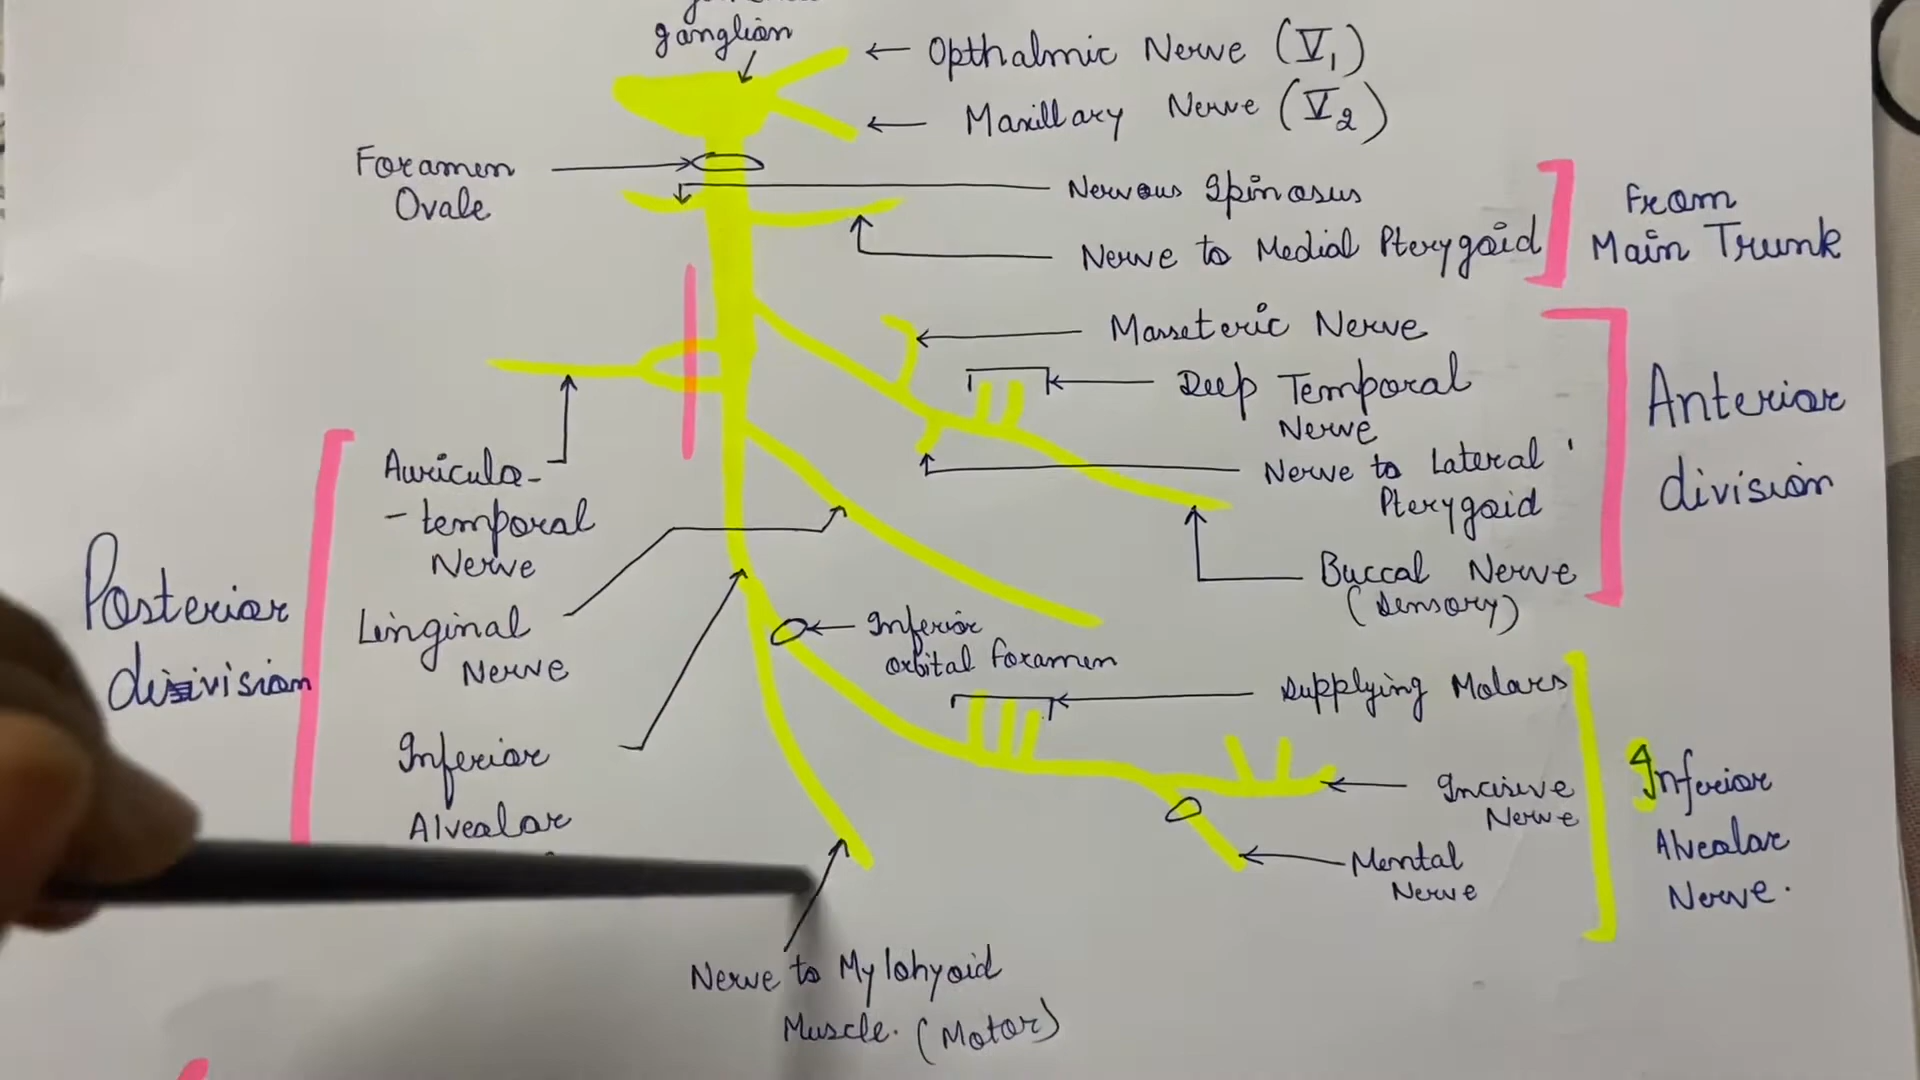 ganglion
Opthalmic Nerve (V1)
Maxillary Nerve (V2)
Foramen
Ovale
Nervous Spinosus
Nerve to Medial Pterygoid
From
Main Trunk
Masseteric Nerve
Deep Temporal
Nerve
Nerve to Lateral
Pterygoid
Buccal Nerve
(Sensory)
Anterior
division
Auriculo-
- temporal
Nerve
Linginal
Nerve
Inferior
Alveolar
Posterior
division
Inferior
orbital foramen
Supplying Molars
Incisive
Nerve
Mental
Nerve
Inferior
Alveolar
Nerve.
Nerve to Mylohyoid
Muscle. (Motor)